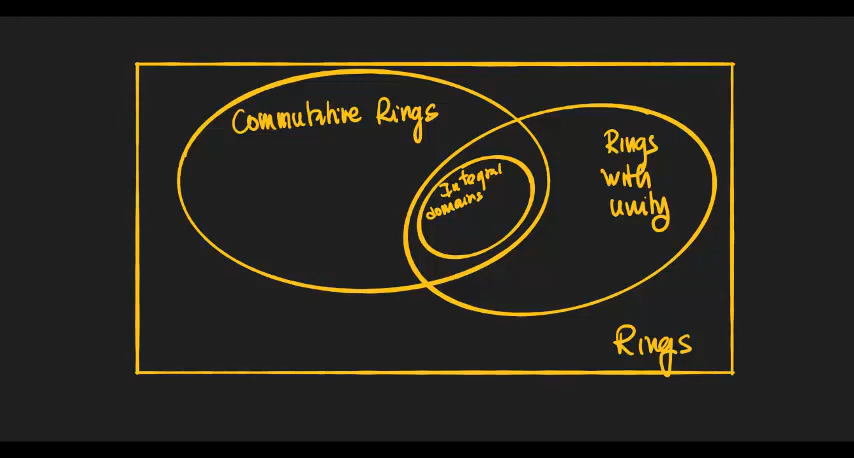 Commutative Rings
Rings
with
unity
Integral
domains
Rings